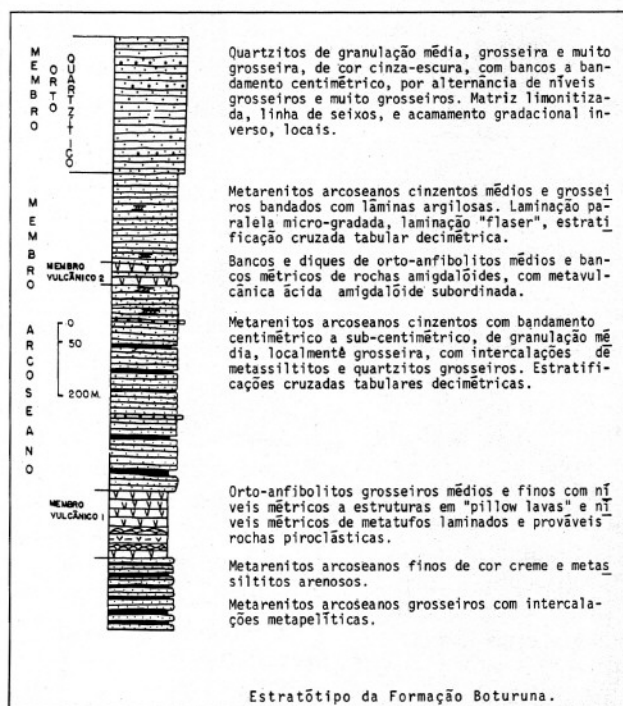 MEMBRO
ORTO
QUARTZÍTICO
Quartzitos de granulação média, grosseira e muito
grosseira, de cor cinza-escura, com bancos a ban-
damento centimétrico, por alternância de níveis
grosseiros e muito grosseiros. Matriz limonitiza-
da, linha de seixos, e acamamento gradacional in-
verso, locais.
MEMBRO
ARCOSEANO
Metarenitos arcoseanos cinzentos médios e grossei
ros bandados com lâminas argilosas. Laminação pa-
ralela micro-gradada, laminação "flaser", estrati
ficação cruzada tabular decimétrica.
MEMBRO
VULCÂNICO 2
Bancos e diques de orto-anfibolitos médios e ban-
cos métricos de rochas amigdalóides, com metavul-
cânica ácida amigdalóide subordinada.
0
50
200 M.
Metarenitos arcoseanos cinzentos com bandamento
centimétrico a sub-centimétrico, de granulação mé
dia, localmente grosseira, com intercalações de
metassiltitos e quartzitos grosseiros. Estratifi-
cações cruzadas tabulares decimétricas.
MEMBRO
VULCÂNICO 1
Orto-anfibolitos grosseiros médios e finos com ní
veis métricos a estruturas em "pillow lavas" e ní
veis métricos de metatufos laminados e prováveis
rochas piroclásticas.
Metarenitos arcoseanos finos de cor creme e metas
siltitos arenosos.
Metarenitos arcoseanos grosseiros com intercala-
ções metapelíticas.
Estratótipo da Formação Boturuna.